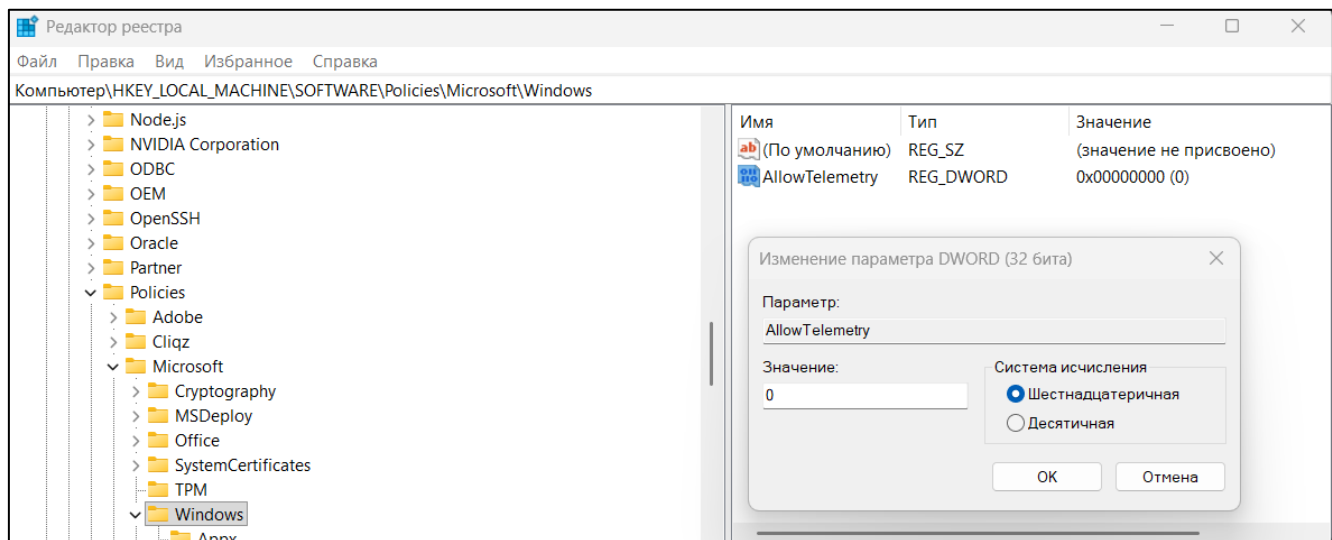 Редактор реестра
Файл Правка Вид Избранное Справка
Компьютер\HKEY_LOCAL_MACHINE\SOFTWARE\Policies\Microsoft\Windows
Node.js
NVIDIA Corporation
ODBC
OEM
OpenSSH
Oracle
Partner
Policies
Adobe
Cliqz
Microsoft
Cryptography
MSDeploy
Office
SystemCertificates
TPM
Windows
Appx
Имя Тип Значение
(По умолчанию) REG_SZ (значение не присвоено)
AllowTelemetry REG_DWORD 0x00000000 (0)
Изменение параметра DWORD (32 бита)
Параметр:
AllowTelemetry
Значение:
0
Система исчисления
Шестнадцатеричная
Десятичная
ОК Отмена